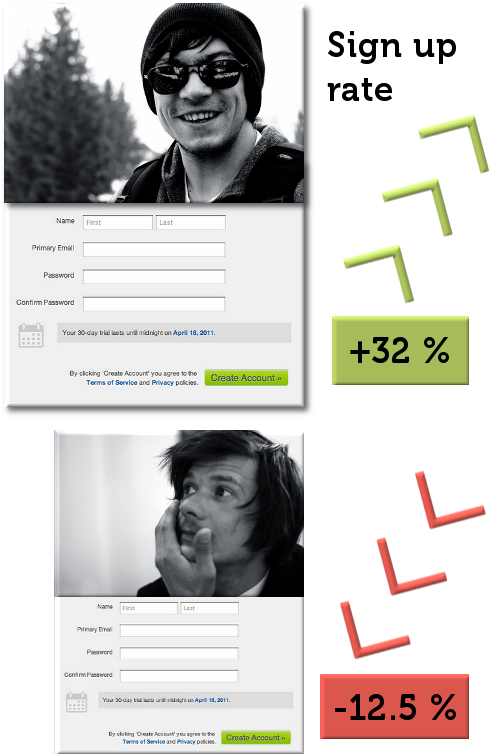 Sign up
rate
Name First Last
Primary Email
Password
Confirm Password
Your 30-day trial lasts until midnight on April 18, 2011.
By clicking 'Create Account' you agree to the
Terms of Service and Privacy policies.
Create Account »
+32 %
Name First Last
Primary Email
Password
Confirm Password
Your 30-day trial lasts until midnight on April 18, 2011.
By clicking 'Create Account' you agree to the
Terms of Service and Privacy policies.
Create Account »
-12.5 %